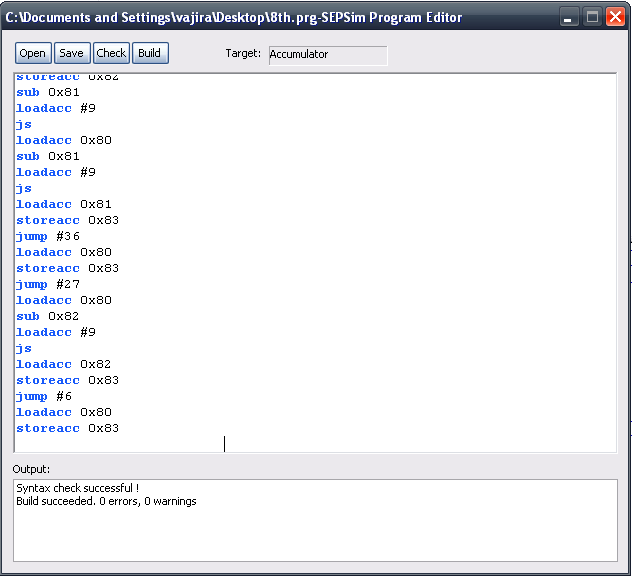 C:\Documents and Settings\vajira\Desktop\8th.prg-SEPSim Program Editor
Open Save Check Build Target: Accumulator
storeacc 0x82
sub 0x81
loadacc #9
js
loadacc 0x80
sub 0x81
loadacc #9
js
loadacc 0x81
storeacc 0x83
jump #36
loadacc 0x80
storeacc 0x83
jump #27
loadacc 0x80
sub 0x82
loadacc #9
js
loadacc 0x82
storeacc 0x83
jump #6
loadacc 0x80
storeacc 0x83
Output:
Syntax check successful !
Build succeeded. 0 errors, 0 warnings